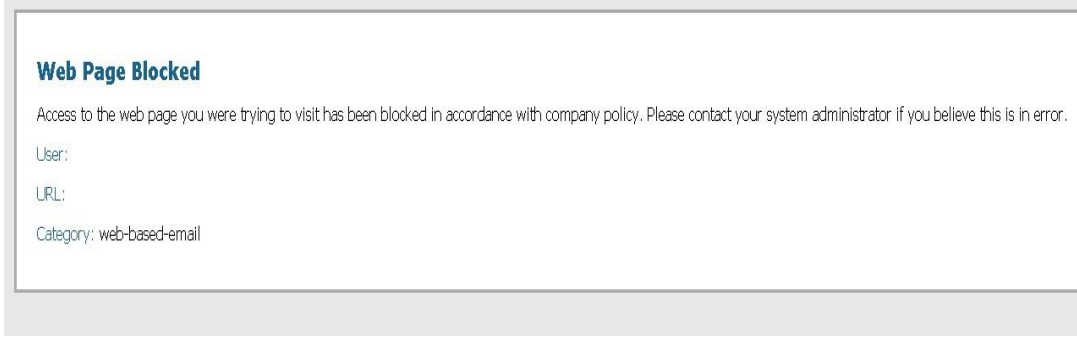 Web Page Blocked
Access to the web page you were trying to visit has been blocked in accordance with company policy. Please contact your system administrator if you believe this is in error.
User:
URL:
Category: web-based-email